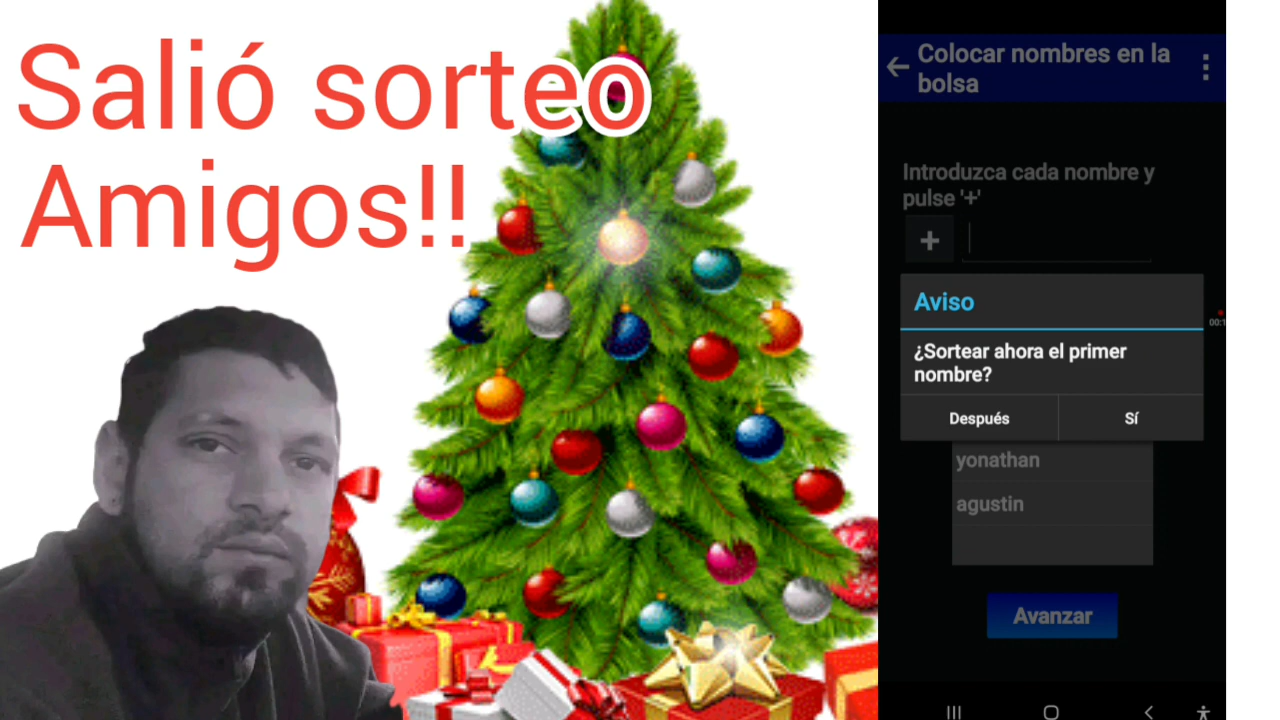 Salió sorteo
Amigos!!
Colocar nombres en la
bolsa
Introduzca cada nombre y
pulse '+'
+
Aviso
¿Sortear ahora el primer
nombre?
Después
Sí
yonathan
agustin
Avanzar